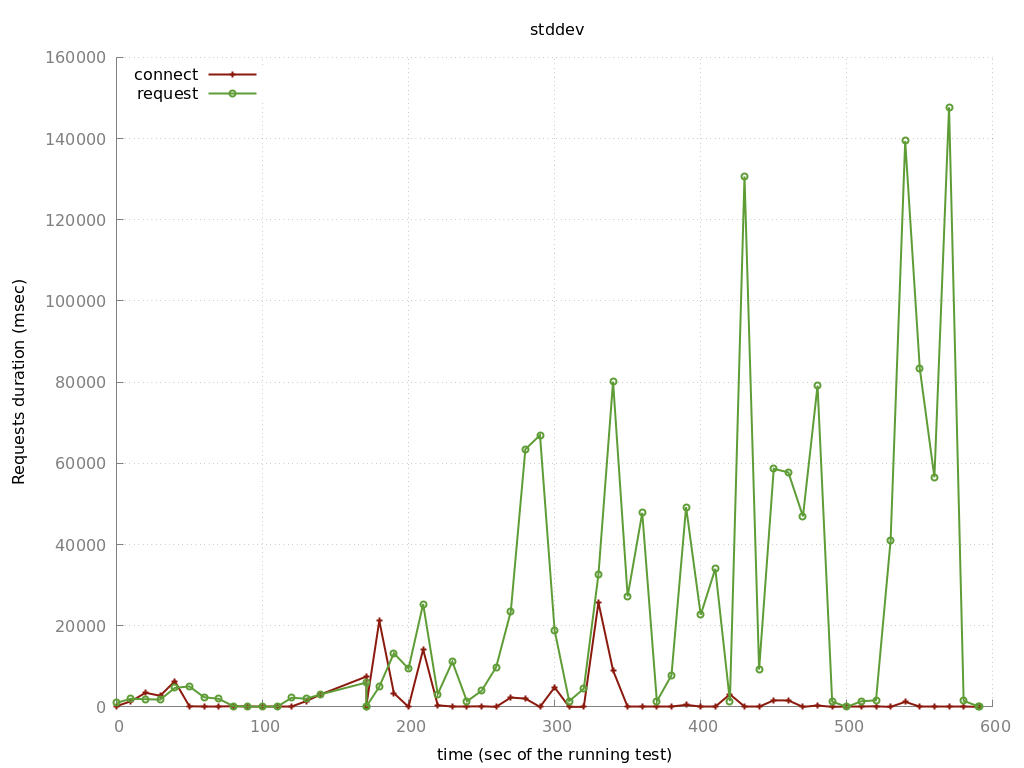 stddev
160000
connect
request
140000
120000
100000
80000
60000
40000
20000
0
0 100 200 300 400 500 600
Requests duration (msec)
time (sec of the running test)